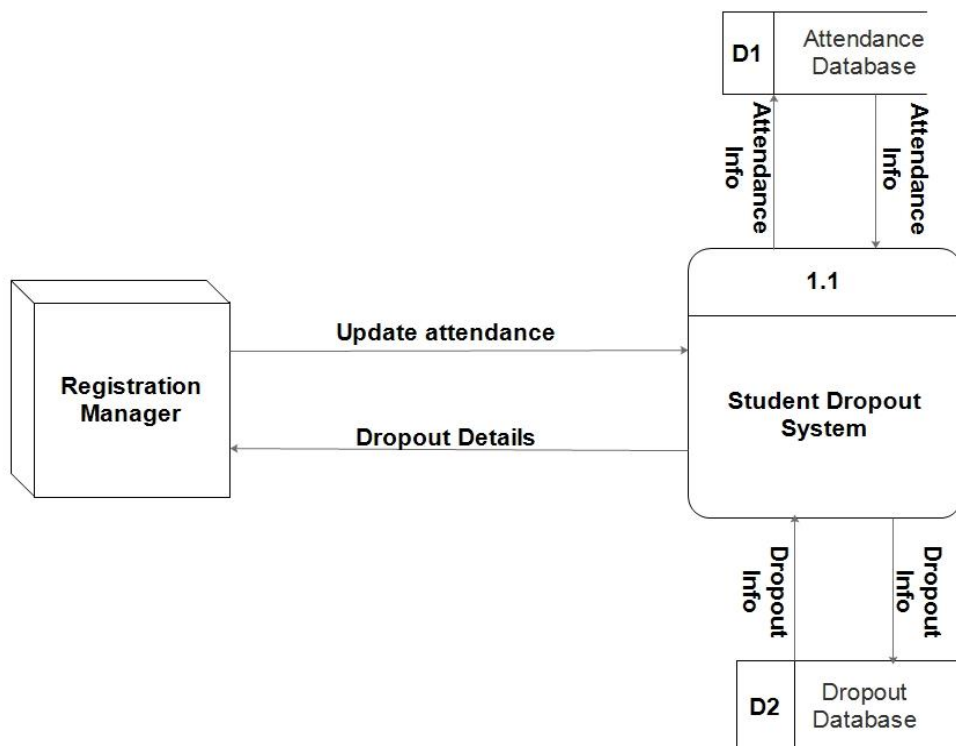 D1
Attendance
Database
Attendance
Info
Attendance
Info
1.1
Update attendance
Registration
Manager
Student Dropout
System
Dropout Details
Dropout
Info
Dropout
Info
D2
Dropout
Database